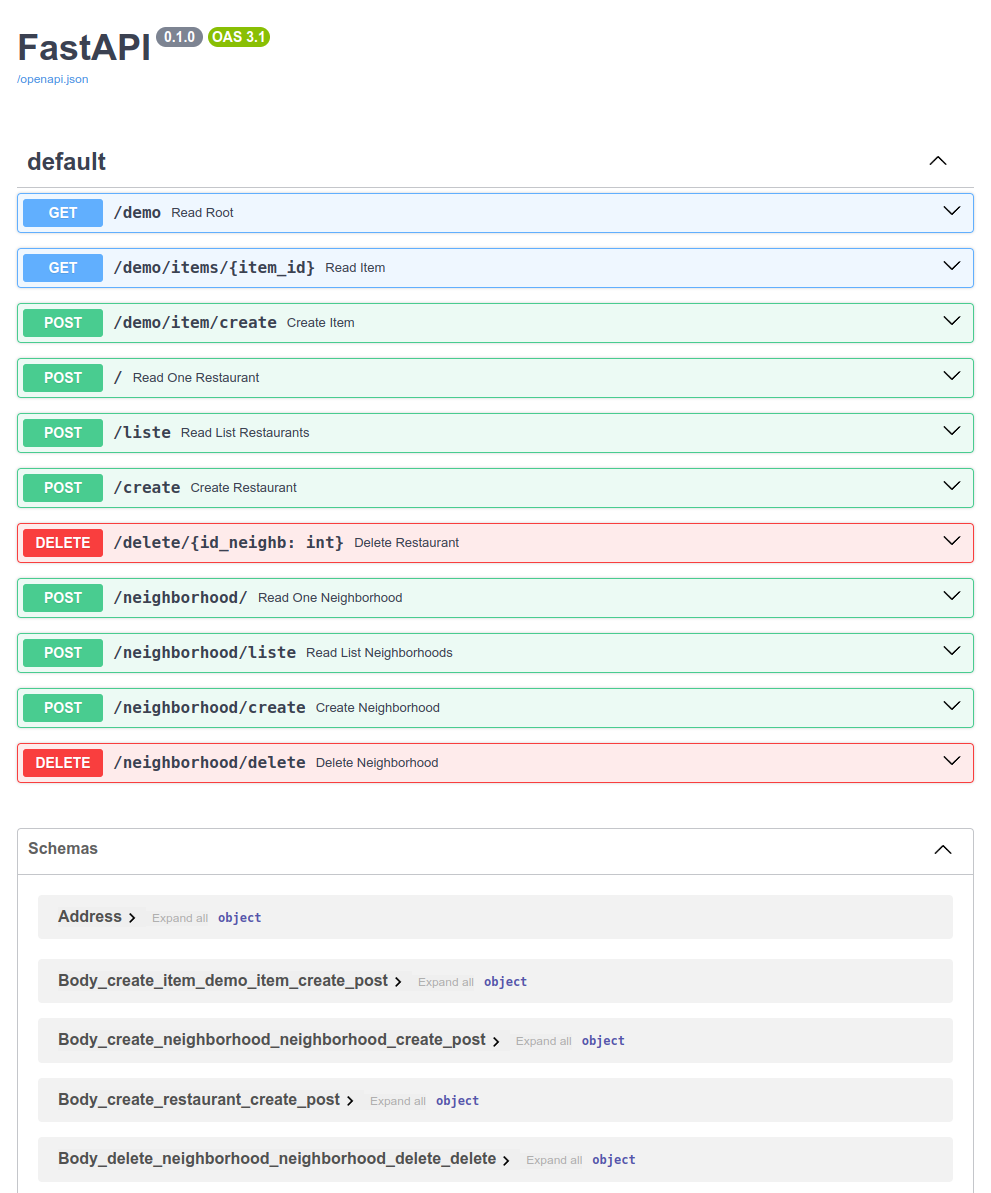 FastAPI 0.1.0 OAS 3.1
/openapi.json
default
GET /demo Read Root
GET /demo/items/{item_id} Read Item
POST /demo/item/create Create Item
POST / Read One Restaurant
POST /liste Read List Restaurants
POST /create Create Restaurant
DELETE /delete/{id_neighb: int} Delete Restaurant
POST /neighborhood/ Read One Neighborhood
POST /neighborhood/liste Read List Neighborhoods
POST /neighborhood/create Create Neighborhood
DELETE /neighborhood/delete Delete Neighborhood
Schemas
Address Expand all object
Body_create_item_demo_item_create_post Expand all object
Body_create_neighborhood_neighborhood_create_post Expand all object
Body_create_restaurant_create_post Expand all object
Body_delete_neighborhood_neighborhood_delete_delete Expand all object